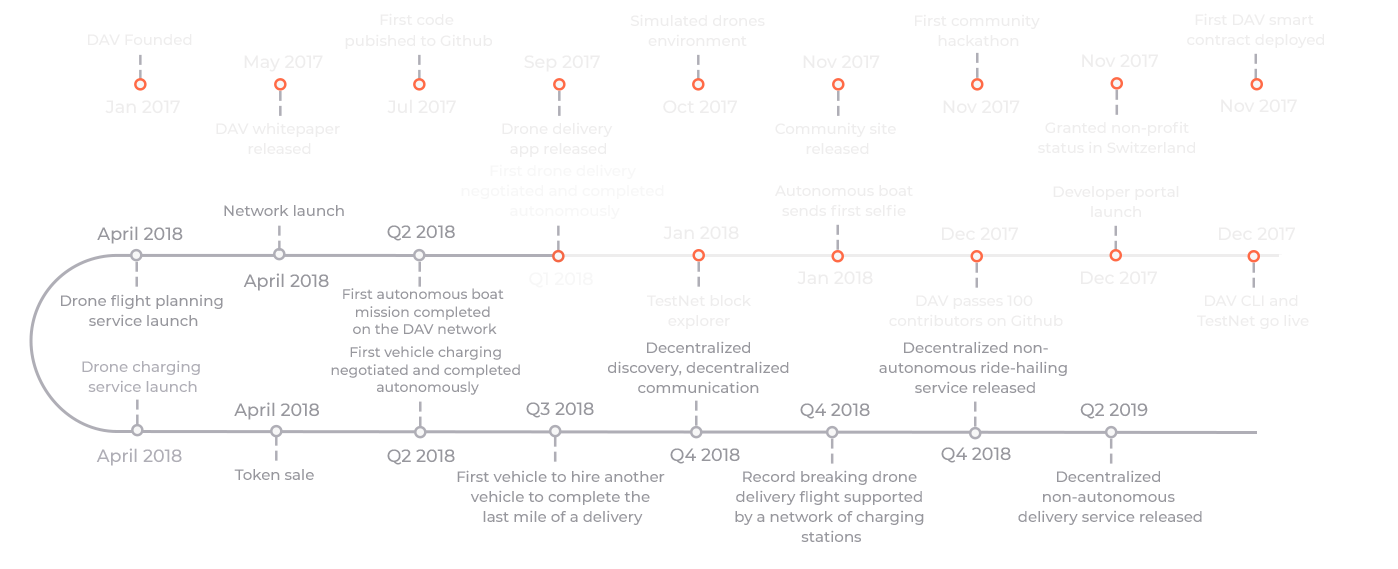 DAV Founded
Jan 2017
May 2017
DAV whitepaper
released
First code
pubished to Github
Jul 2017
Sep 2017
Drone delivery
app released
Simulated drones
environment
Oct 2017
Nov 2017
Community site
released
First community
hackathon
Nov 2017
Nov 2017
Granted non-profit
status in Switzerland
First DAV smart
contract deployed
Nov 2017
April 2018
Drone flight planning
service launch
Network launch
April 2018
Q2 2018
First autonomous boat
mission completed
on the DAV network
First drone delivery
negotiated and completed
autonomously
Q1 2018
Jan 2018
TestNet block
explorer
Autonomous boat
sends first selfie
Jan 2018
Dec 2017
DAV passes 100
contributors on Github
Developer portal
launch
Dec 2017
Dec 2017
DAV CLI and
TestNet go live
Drone charging
service launch
April 2018
April 2018
Token sale
First vehicle charging
negotiated and completed
autonomously
Q2 2018
Q3 2018
First vehicle to hire another
vehicle to complete the
last mile of a delivery
Decentralized
discovery, decentralized
communication
Q4 2018
Q4 2018
Record breaking drone
delivery flight supported
by a network of charging
stations
Decentralized non-
autonomous ride-hailing
service released
Q4 2018
Q2 2019
Decentralized
non-autonomous
delivery service released